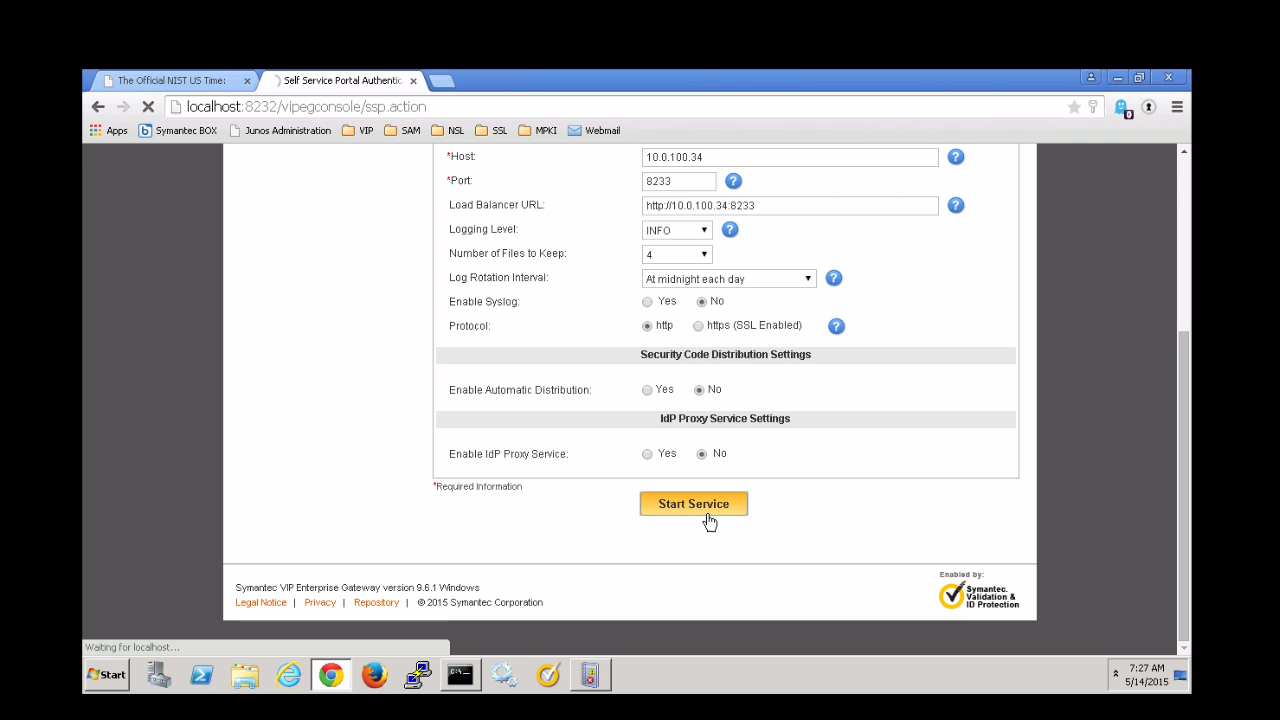 The Official NIST US Time:
Self Service Portal Authentic
localhost:8232/vipegconsole/ssp.action
0
Apps
Symantec BOX
Junos Administration
VIP
SAM
NSL
SSL
MPKI
Webmail
*Host: 10.0.100.34
*Port: 8233
Load Balancer URL: http://10.0.100.34:8233
Logging Level: INFO
Number of Files to Keep: 4
Log Rotation Interval: At midnight each day
Enable Syslog: Yes No
Protocol: http https (SSL Enabled)
Security Code Distribution Settings
Enable Automatic Distribution: Yes No
IdP Proxy Service Settings
Enable IdP Proxy Service: Yes No
*Required Information
Start Service
Symantec VIP Enterprise Gateway version 9.6.1 Windows
Legal Notice | Privacy | Repository | © 2015 Symantec Corporation
Enabled by:
Symantec.
Validation &
ID Protection
Waiting for localhost...
Start
7:27 AM
5/14/2015